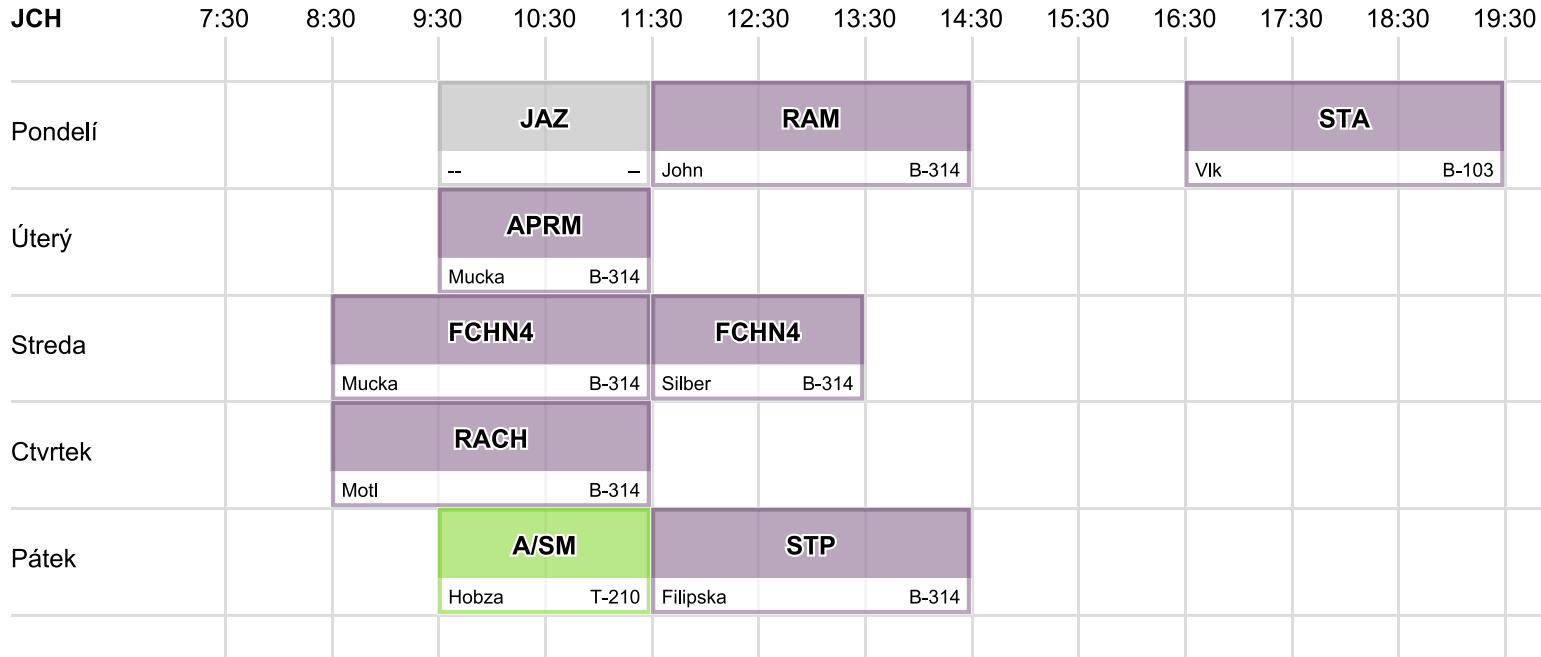 JCH 7:30 8:30 9:30 10:30 11:30 12:30 13:30 14:30 15:30 16:30 17:30 18:30 19:30
Pondelí
JAZ RAM STA
-- – John B-314 Vlk B-103
Úterý
APRM
Mucka B-314
Streda
FCHN4 FCHN4
Mucka B-314 Silber B-314
Ctvrtek
RACH
Motl B-314
Pátek
A/SM STP
Hobza T-210 Filipska B-314